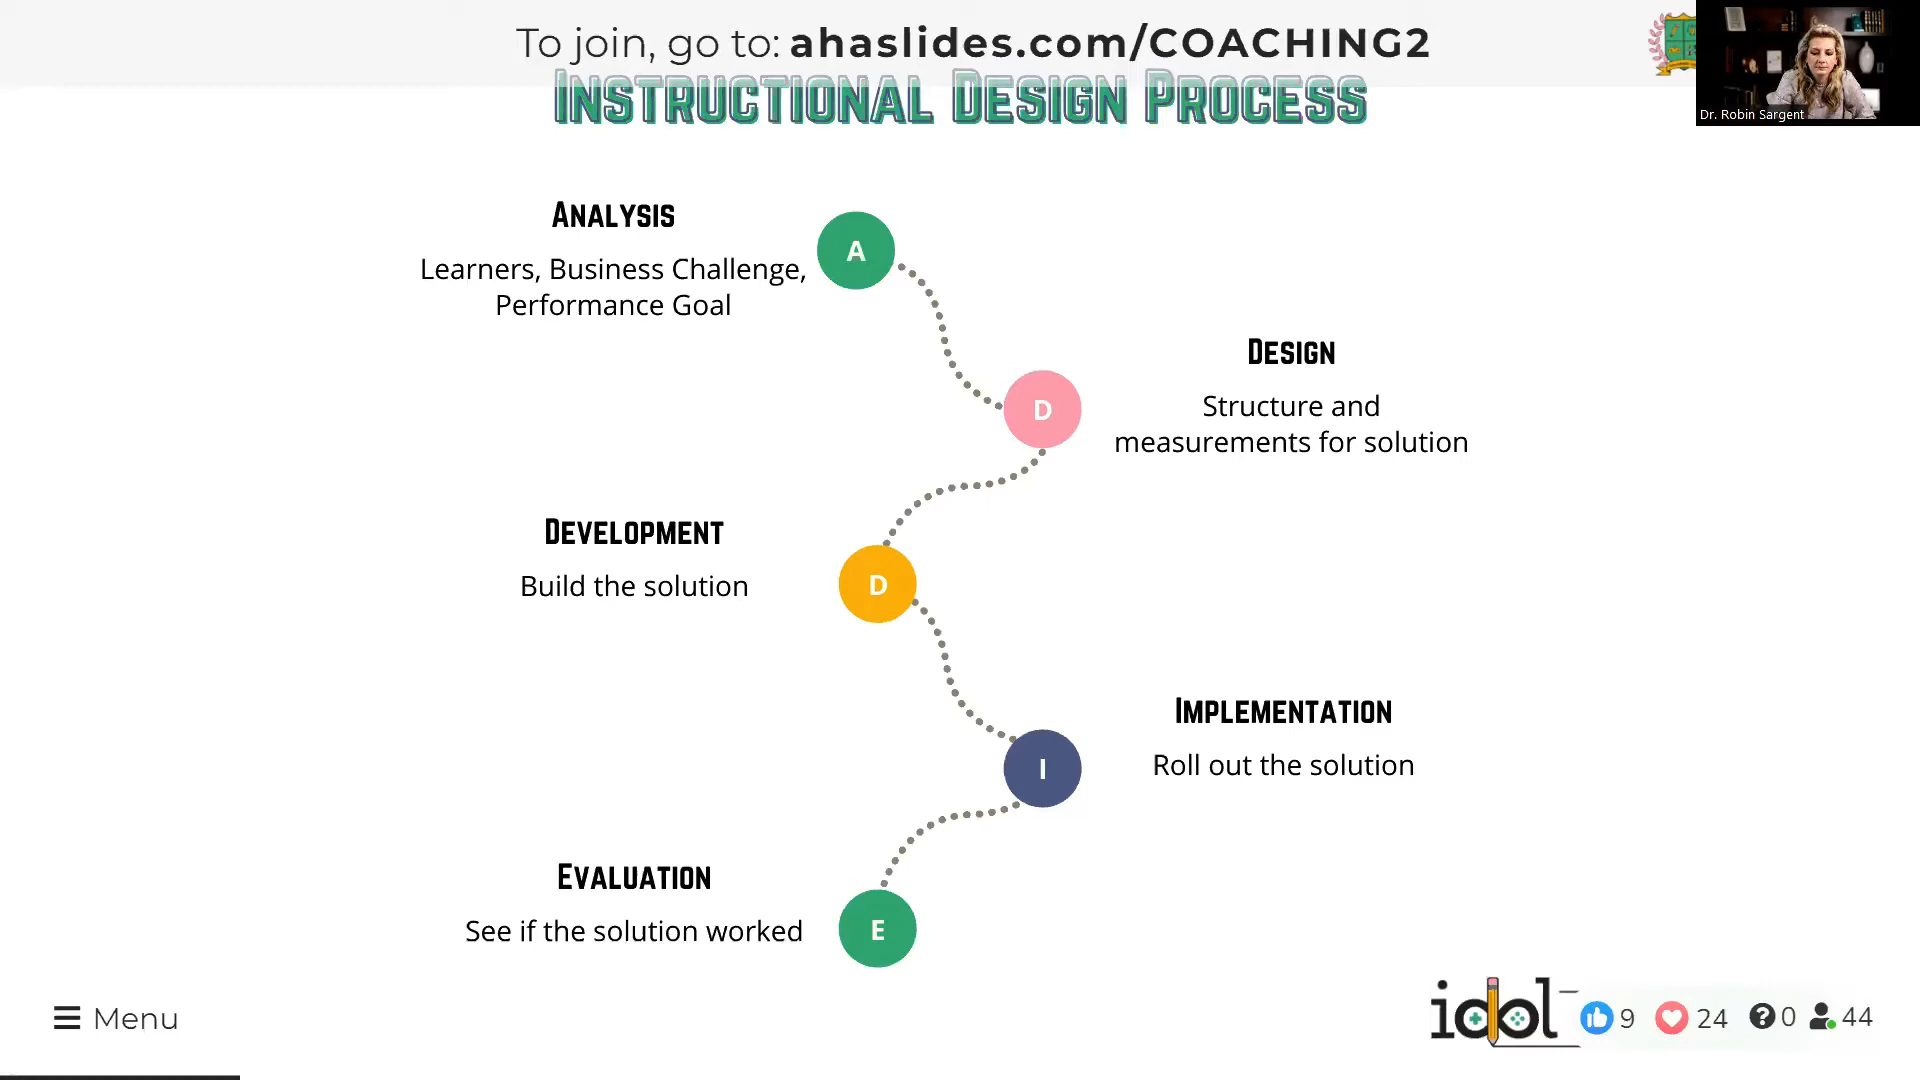 To join, go to: ahaslides.com/COACHING2
INSTRUCTIONAL DESIGN PROCESS
Dr. Robin Sargent
ANALYSIS
Learners, Business Challenge,
Performance Goal
A
DESIGN
Structure and
measurements for solution
D
DEVELOPMENT
Build the solution
D
IMPLEMENTATION
Roll out the solution
I
EVALUATION
See if the solution worked
E
Menu
idol
9 24 0 44